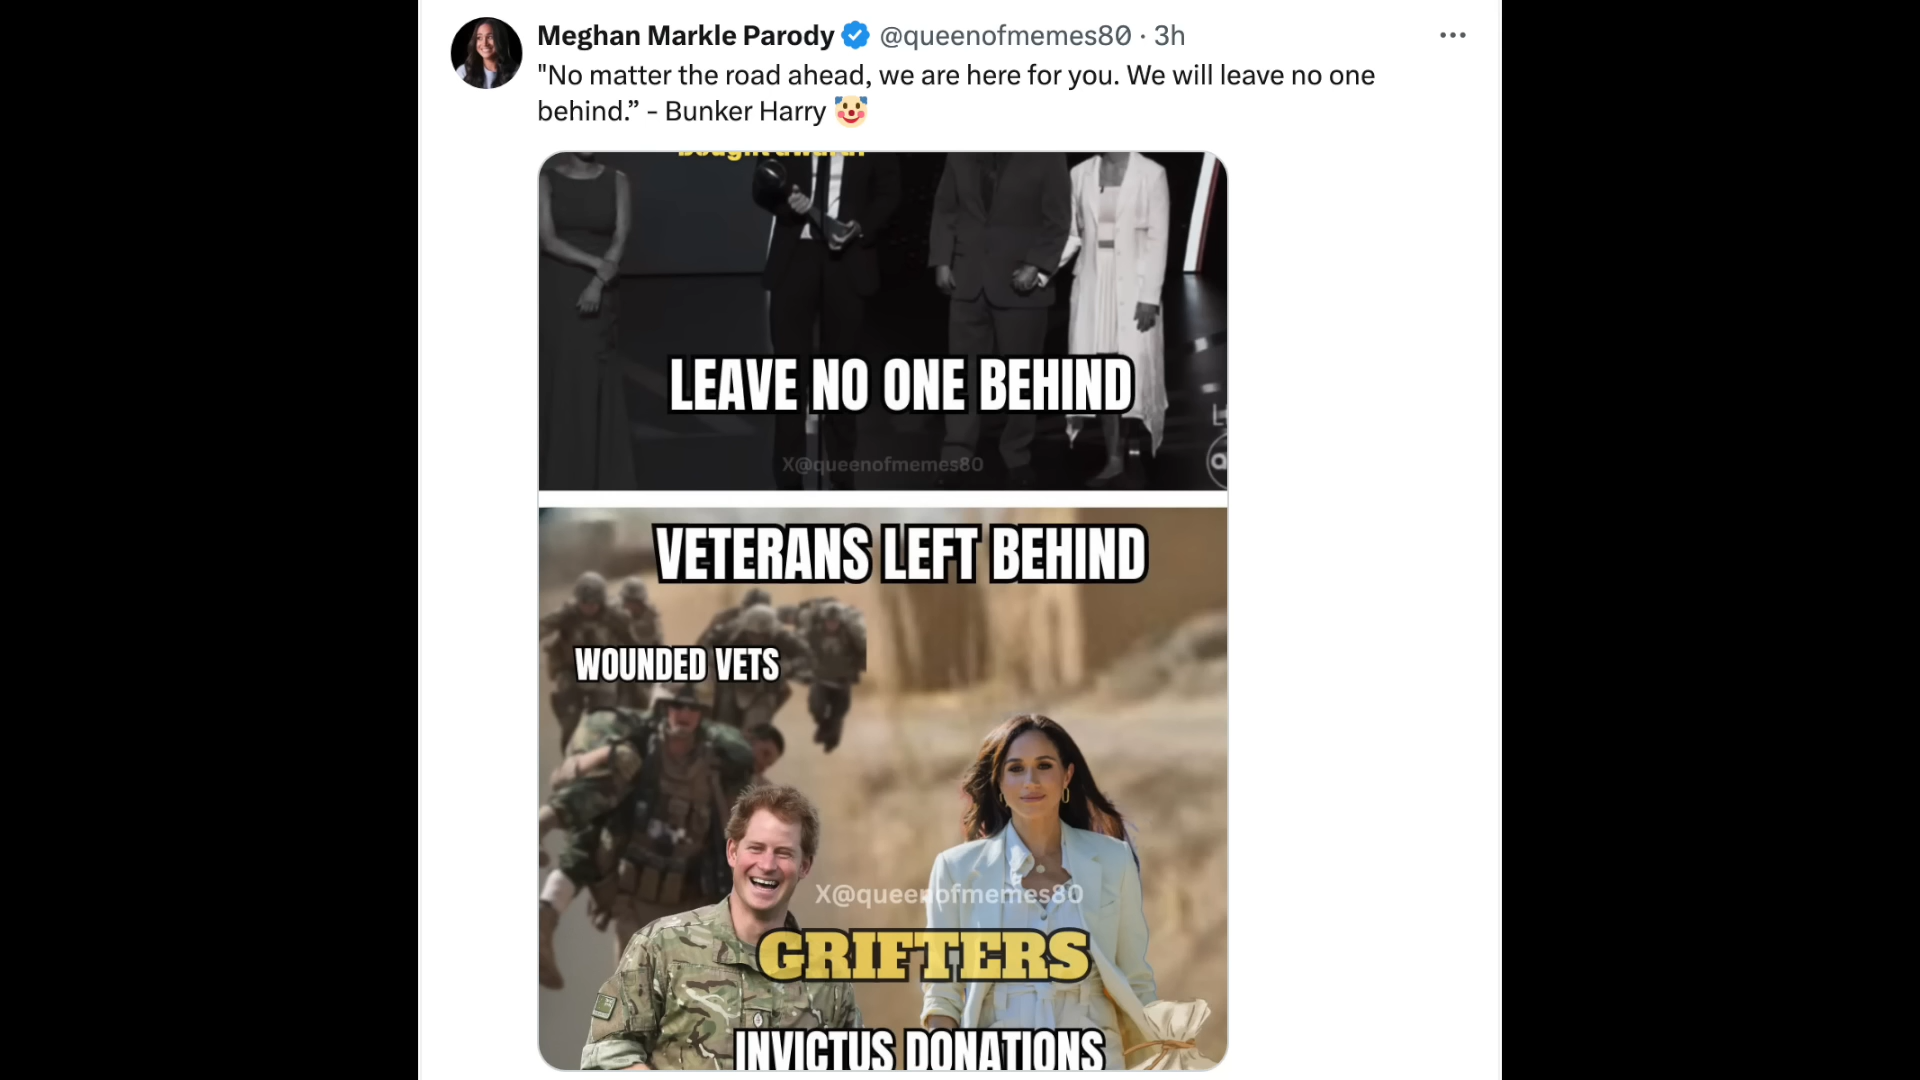 Meghan Markle Parody @queenofmemes80 · 3h
"No matter the road ahead, we are here for you. We will leave no one
behind.” - Bunker Harry 🤡
LEAVE NO ONE BEHIND
X@queenofmemes80
VETERANS LEFT BEHIND
WOUNDED VETS
X@queenofmemes80
GRIFTERS
INVICTUS DONATIONS